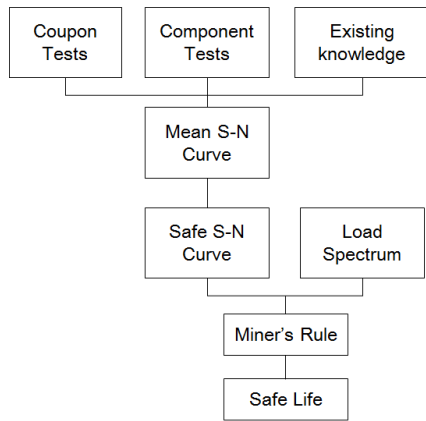 Coupon
Tests
Component
Tests
Existing
knowledge
Mean S-N
Curve
Safe S-N
Curve
Load
Spectrum
Miner's Rule
Safe Life